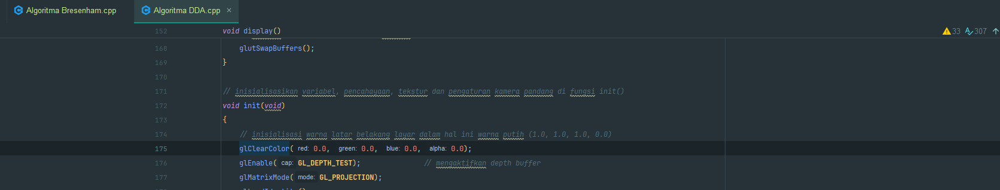 Algoritma Bresenham.cpp
Algoritma DDA.cpp ×
152 void display() 33 307
168 glutSwapBuffers();
169 }
170
171 // inisialisasikan variabel, pencahayaan, tekstur dan pengaturan kamera pandang di fungsi init()
172 void init(void)
173 {
174 // inisialisasi warna latar belakang layar dalam hal ini warna putih (1.0, 1.0, 1.0, 0.0)
175 glClearColor( red: 0.0, green: 0.0, blue: 0.0, alpha: 0.0);
176 glEnable( cap: GL_DEPTH_TEST); // mengaktifkan depth buffer
177 glMatrixMode( mode: GL_PROJECTION);